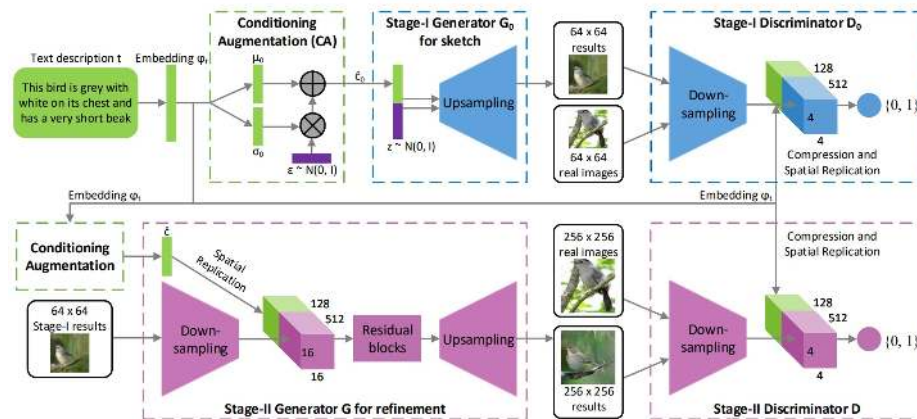 Conditioning
Augmentation (CA)
Stage-I Generator G₀
for sketch
Stage-I Discriminator D₀
Text description t
Embedding φₜ
This bird is grey with
white on its chest and
has a very short beak
μ₀
σ₀
ε ~ N(0, I)
ĉ₀
z ~ N(0, I)
Upsampling
64 x 64
results
64 x 64
real images
Down-
sampling
128
512
4
4
{0, 1}
Compression and
Spatial Replication
Embedding φₜ
Embedding φₜ
Conditioning
Augmentation
ĉ
Spatial
Replication
64 x 64
Stage-I results
Down-
sampling
128
512
16
16
Residual
blocks
Upsampling
Stage-II Generator G for refinement
256 x 256
real images
256 x 256
results
Compression and
Spatial Replication
Down-
sampling
128
512
4
4
{0, 1}
Stage-II Discriminator D